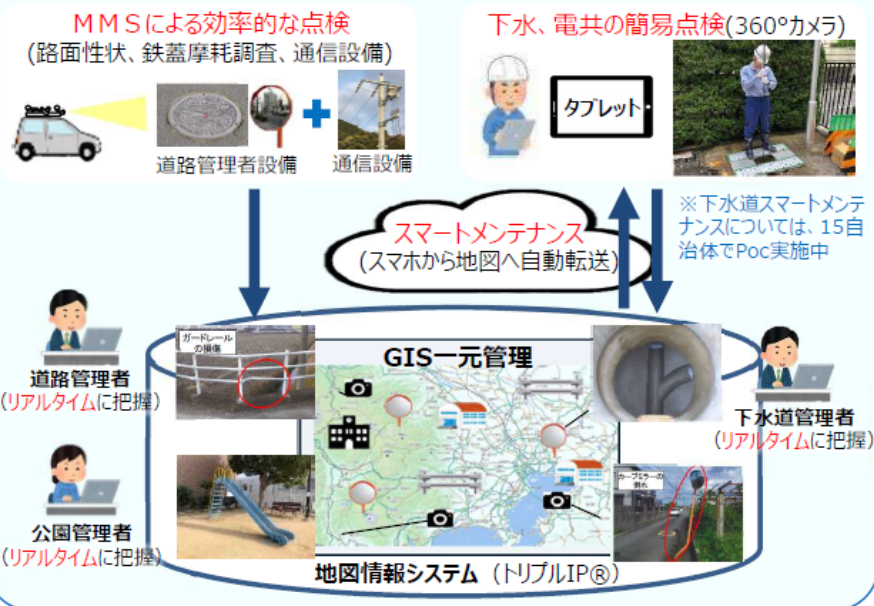 MMSによる効率的な点検
(路面性状、鉄蓋摩耗調査、通信設備)
道路管理者設備
通信設備
下水、電共の簡易点検(360°カメラ)
タブレット
スマートメンテナンス
(スマホから地図へ自動転送)
※下水道スマートメンテ
ナンスについては、15自
治体でPoc実施中
道路管理者
(リアルタイムに把握)
公園管理者
(リアルタイムに把握)
ガードレール
の損傷
GIS一元管理
カーブミラーの
倒れ
下水道管理者
(リアルタイムに把握)
地図情報システム(トリプルIP®)